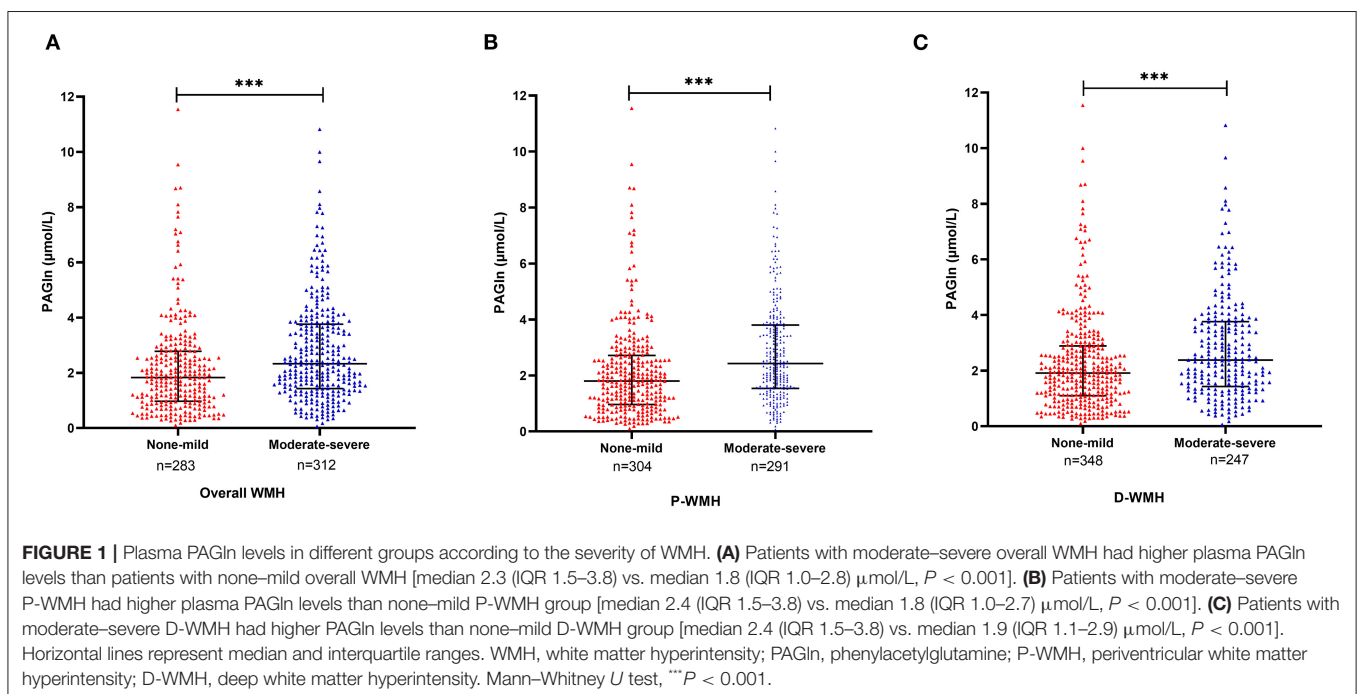 A
B
C
***
***
***
PAGln (µmol/L)
12
10
8
6
4
2
0
None-mild
Moderate-severe
n=283
n=312
Overall WMH
PAGln (µmol/L)
12
10
8
6
4
2
0
None-mild
Moderate-severe
n=304
n=291
P-WMH
PAGln (µmol/L)
12
10
8
6
4
2
0
None-mild
Moderate-severe
n=348
n=247
D-WMH
FIGURE 1 | Plasma PAGln levels in different groups according to the severity of WMH. (A) Patients with moderate–severe overall WMH had higher plasma PAGln
levels than patients with none–mild overall WMH [median 2.3 (IQR 1.5–3.8) vs. median 1.8 (IQR 1.0–2.8) μmol/L, P < 0.001]. (B) Patients with moderate–severe
P-WMH had higher plasma PAGln levels than none–mild P-WMH group [median 2.4 (IQR 1.5–3.8) vs. median 1.8 (IQR 1.0–2.7) μmol/L, P < 0.001]. (C) Patients with
moderate–severe D-WMH had higher PAGln levels than none–mild D-WMH group [median 2.4 (IQR 1.5–3.8) vs. median 1.9 (IQR 1.1–2.9) μmol/L, P < 0.001].
Horizontal lines represent median and interquartile ranges. WMH, white matter hyperintensity; PAGln, phenylacetylglutamine; P-WMH, periventricular white matter
hyperintensity; D-WMH, deep white matter hyperintensity. Mann–Whitney U test, ***P < 0.001.